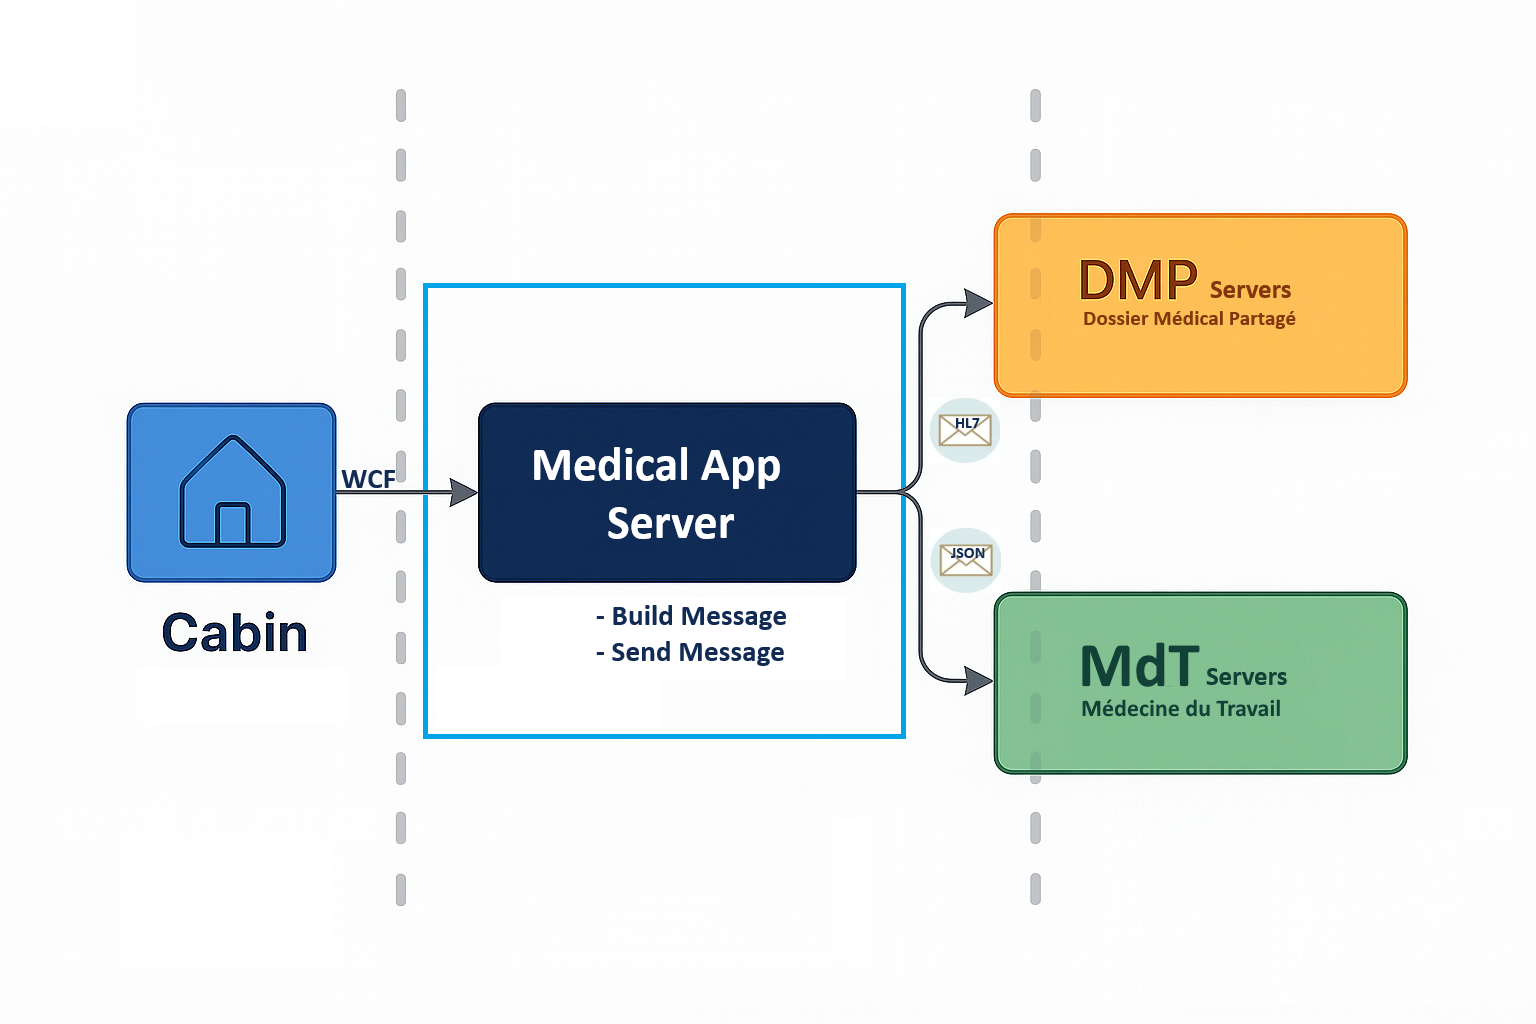 WCF
Cabin
Medical App
Server
- Build Message
- Send Message
HL7
JSON
DMP Servers
Dossier Médical Partagé
MdT Servers
Médecine du Travail